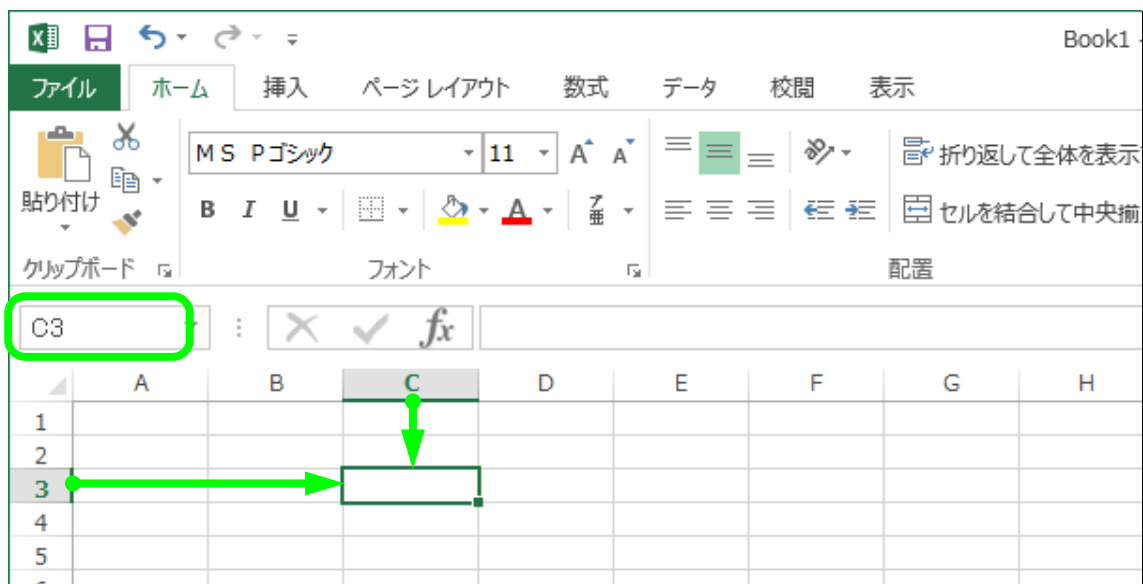 Book1 -
ファイル ホーム 挿入 ページ レイアウト 数式 データ 校閲 表示
貼り付け
ＭＳ Ｐゴシック 11 A A
折り返して全体を表示
B I U A ア亜
セルを結合して中央揃
クリップボード フォント 配置
C3 fx
A B C D E F G H
1
2
3
4
5